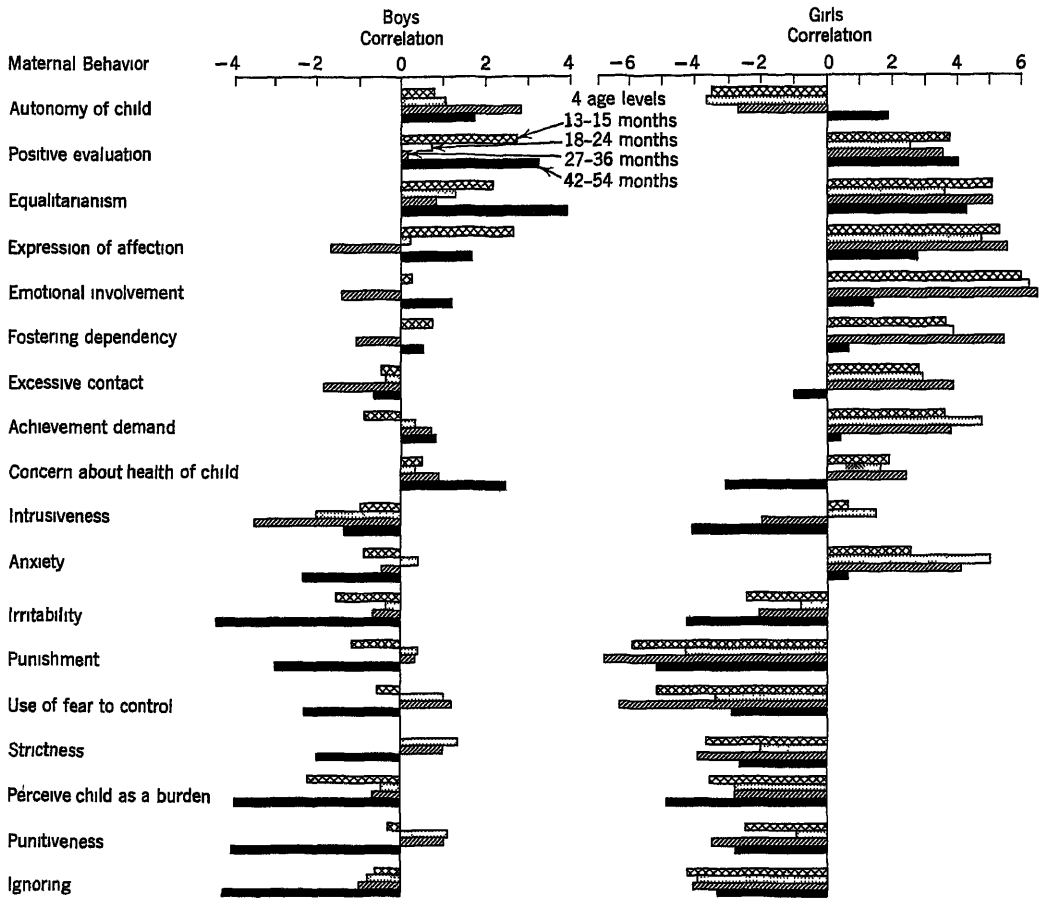 Boys
Correlation
Girls
Correlation
Maternal Behavior
−4 −2 0 2 4
−6 −4 −2 0 2 4 6
Autonomy of child
4 age levels
13–15 months
18–24 months
Positive evaluation
27–36 months
42–54 months
Equalitarianism
Expression of affection
Emotional involvement
Fostering dependency
Excessive contact
Achievement demand
Concern about health of child
Intrusiveness
Anxiety
Irritability
Punishment
Use of fear to control
Strictness
Perceive child as a burden
Punitiveness
Ignoring